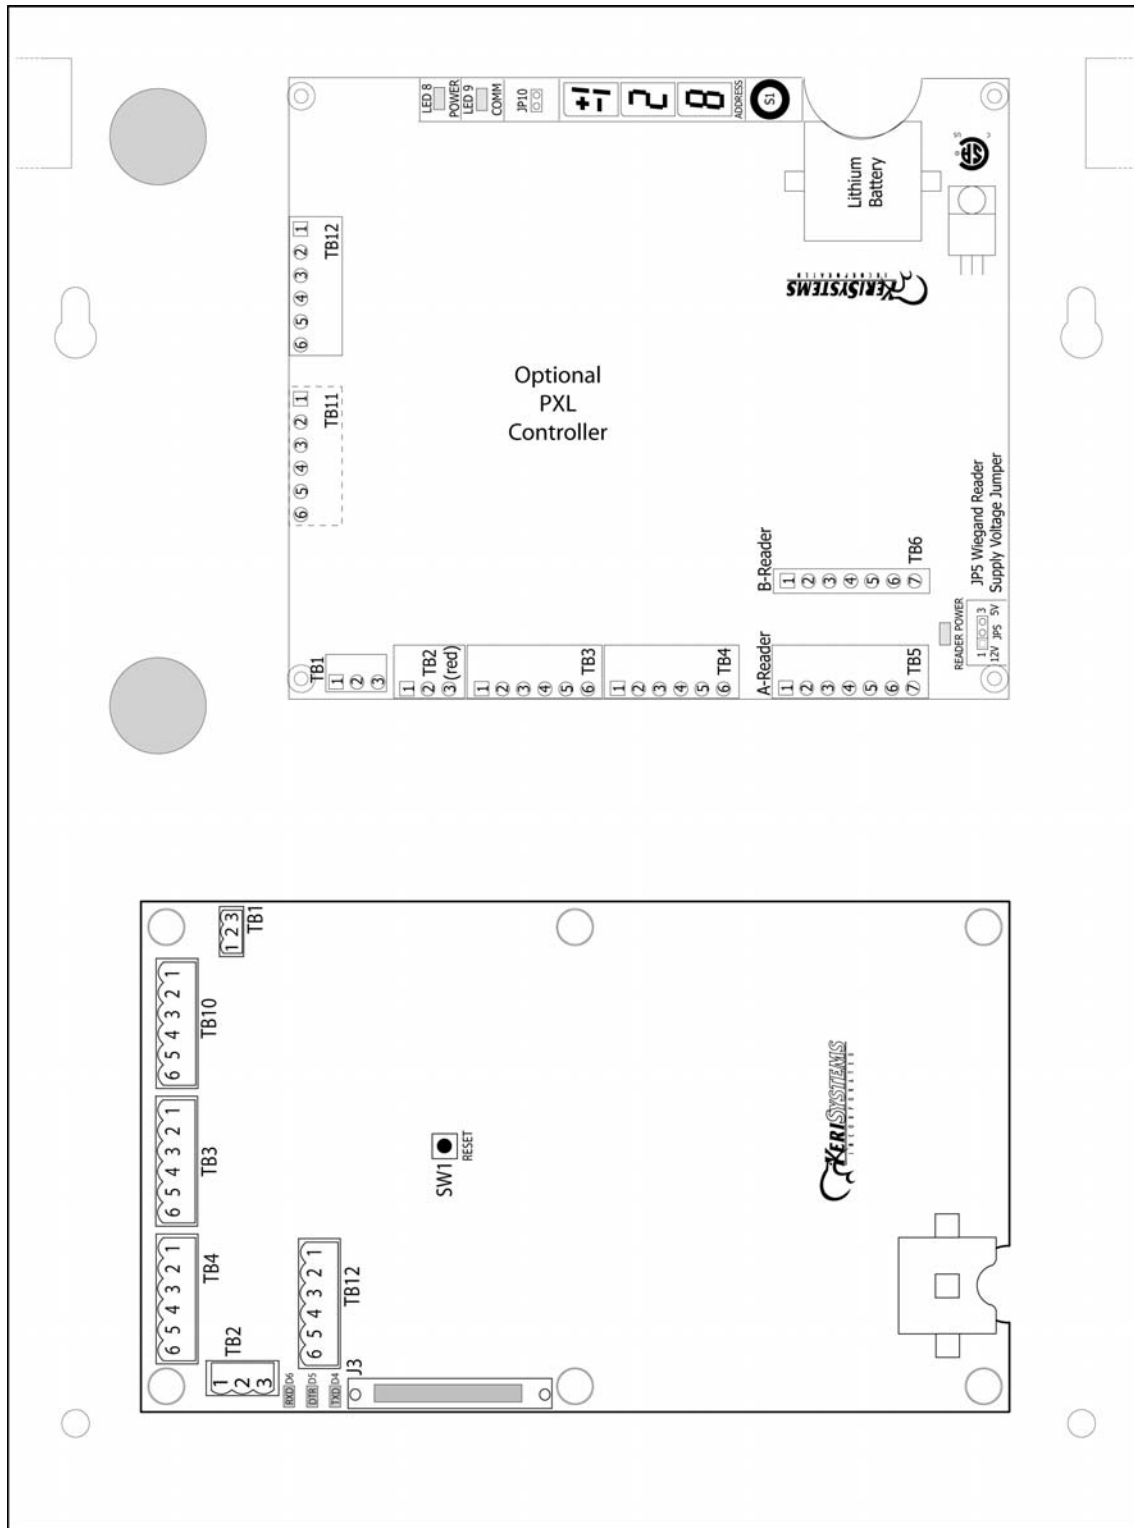 LED 8
POWER
LED 9
COMM
JP10
±1
2
8
ADDRESS
S1
1 2 3 4 5 6
TB12
1 2 3 4 5 6
TB11
Lithium
Battery
C US
KERISYSTEMS
INCORPORATED
Optional
PXL
Controller
TB1
1
2
3
1
2
3 (red)
TB2
1
2
3
4
5
6
TB3
1
2
3
4
5
6
TB4
A-Reader
1
2
3
4
5
6
7
TB5
B-Reader
1
2
3
4
5
6
7
TB6
READER POWER
1 3
12V JP5 5V
JP5 Wiegand Reader
Supply Voltage Jumper
1 2 3
TB1
6 5 4 3 2 1
TB10
6 5 4 3 2 1
TB3
6 5 4 3 2 1
TB4
TB2
1
2
3
6 5 4 3 2 1
TB12
RXD D6
DTR D5
TXD D4
J3
SW1
RESET
KERISYSTEMS
INCORPORATED